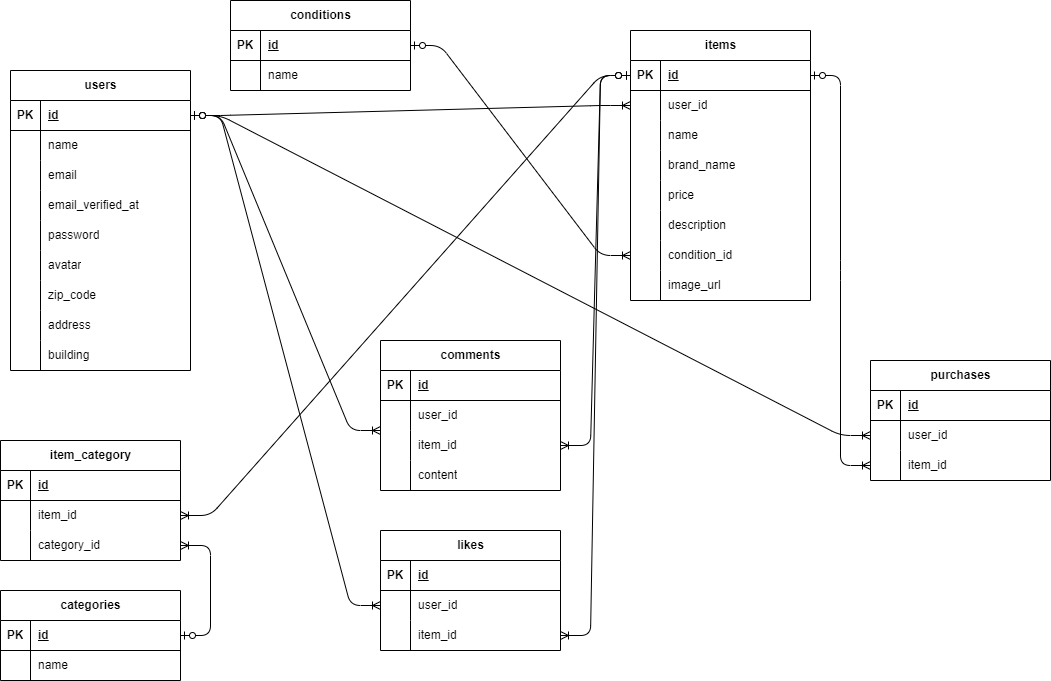 conditions
PK id
name
items
PK id
user_id
name
brand_name
price
description
condition_id
image_url
users
PK id
name
email
email_verified_at
password
avatar
zip_code
address
building
comments
PK id
user_id
item_id
content
purchases
PK id
user_id
item_id
item_category
PK id
item_id
category_id
likes
PK id
user_id
item_id
categories
PK id
name